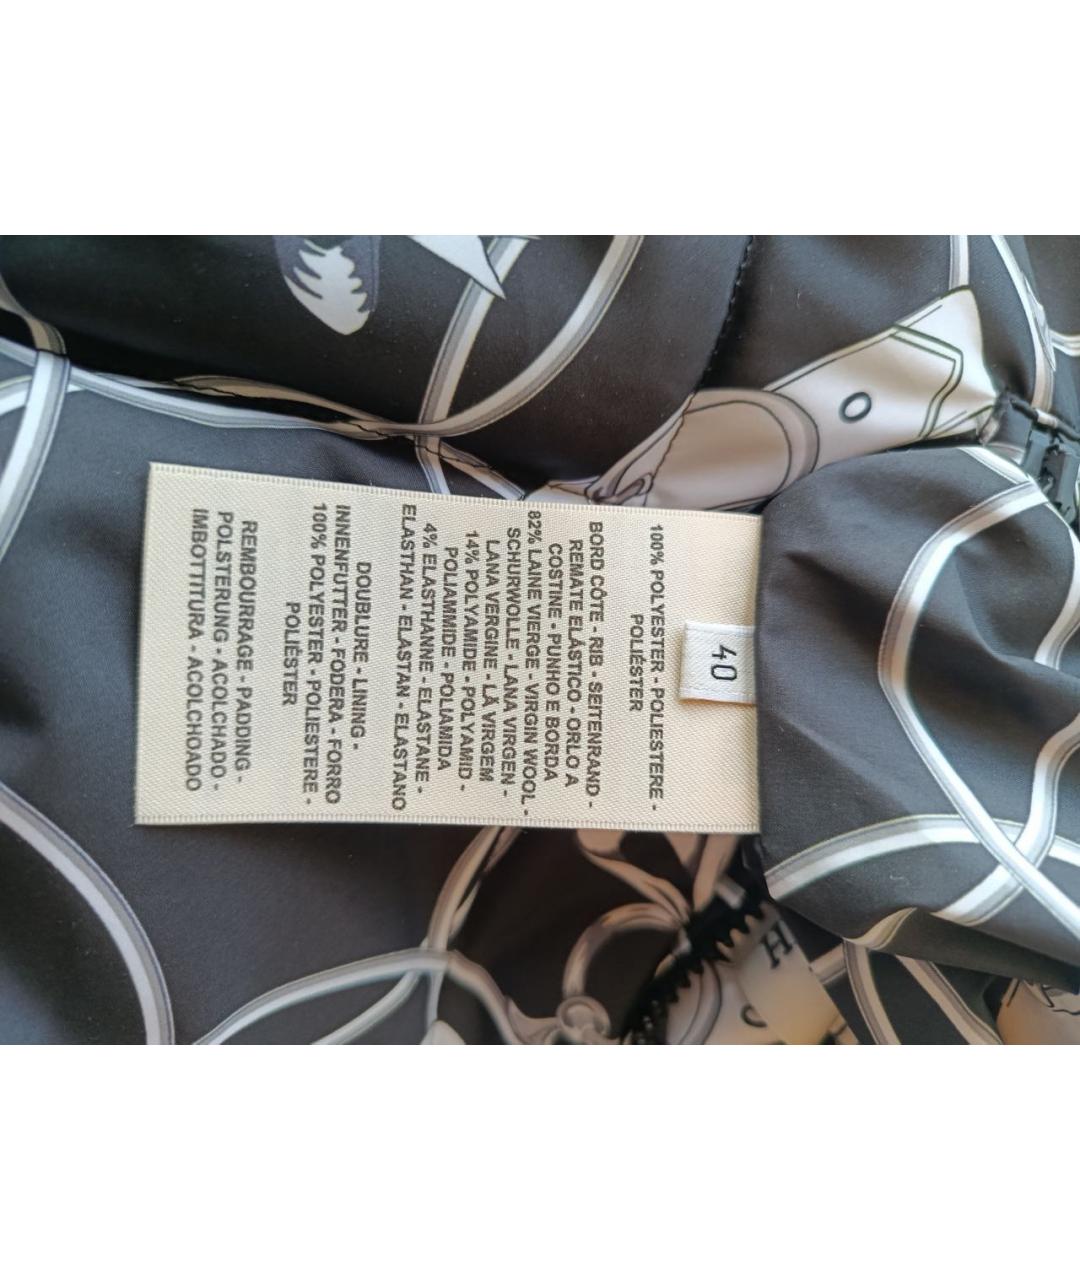 40
100% POLYESTER - POLIESTERE -
POLIÉSTER
BORD CÔTE - RIB - SEITENRAND -
REMATE ELÁSTICO - ORLO A
COSTINE - PUNHO E BORDA
82% LAINE VIERGE - VIRGIN WOOL -
SCHURWOLLE - LANA VIRGEN -
LANA VERGINE - LÃ VIRGEM
14% POLYAMIDE - POLYAMID -
POLIAMMIDE - POLIAMIDA
4% ELASTHANNE - ELASTANE -
ELASTHAN - ELASTAN - ELASTANO
DOUBLURE - LINING -
INNENFUTTER - FODERA - FORRO
100% POLYESTER - POLIESTERE -
POLIÉSTER
REMBOURRAGE - PADDING -
POLSTERUNG - ACOLCHADO -
IMBOTTITURA - ACOLCHOADO
H